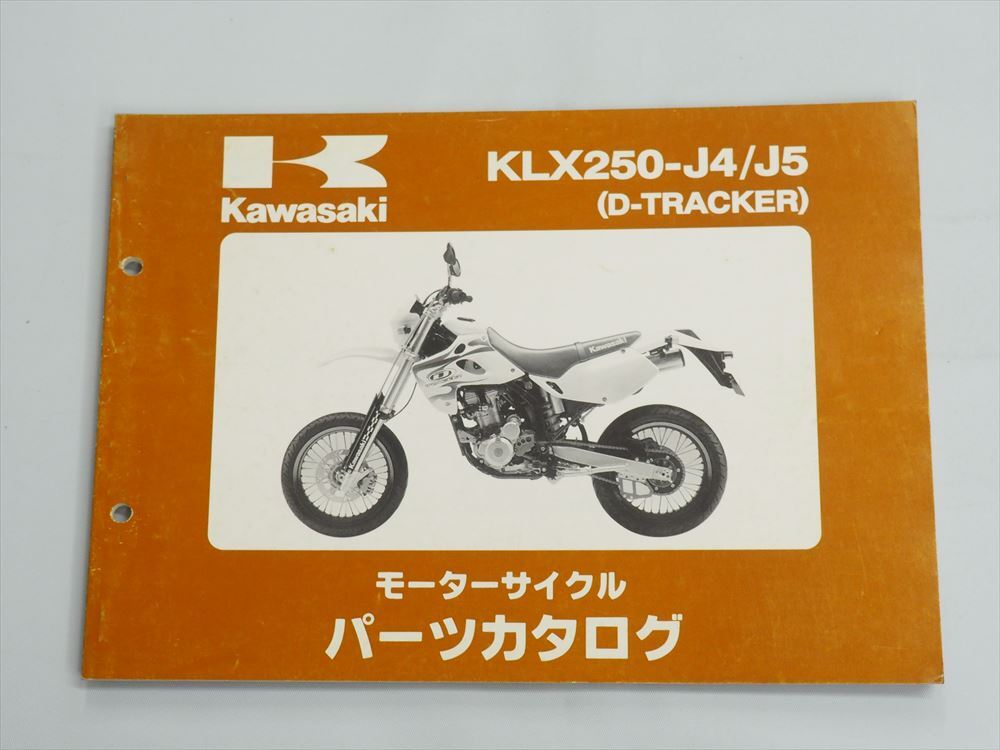 Kawasaki
KLX250-J4/J5
(D-TRACKER)
Kawasaki
モーターサイクル
パーツカタログ